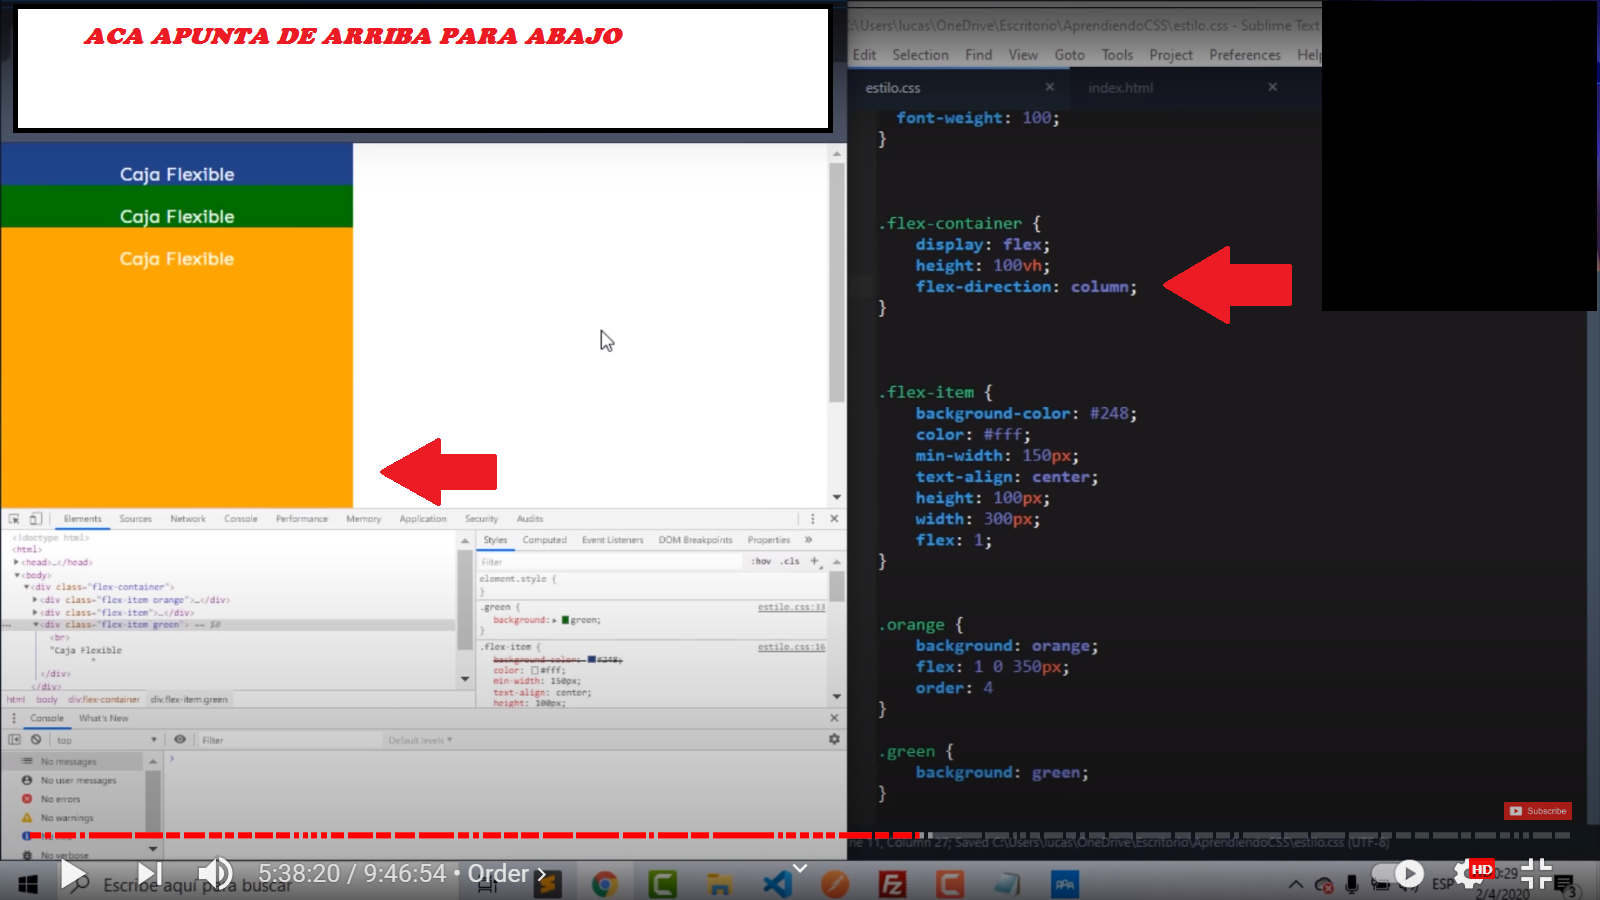 ACA APUNTA DE ARRIBA PARA ABAJO
:\Users\lucas\OneDrive\Escritorio\AprendiendoCSS\estilo.css - Sublime Text
Edit Selection Find View Goto Tools Project Preferences Help
estilo.css × index.html ×
font-weight: 100;
}
.flex-container {
display: flex;
height: 100vh;
flex-direction: column;
}
.flex-item {
background-color: #248;
color: #fff;
min-width: 150px;
text-align: center;
height: 100px;
width: 300px;
flex: 1;
}
.orange {
background: orange;
flex: 1 0 350px;
order: 4
}
.green {
background: green;
}
Caja Flexible
Caja Flexible
Caja Flexible
Elements Sources Network Console Performance Memory Application Security Audits
<!doctype html>
<html>
<head>…</head>
<body>
<div class="flex-container">
<div class="flex-item orange">…</div>
<div class="flex-item">…</div>
<div class="flex-item green"> == $0
<br>
"Caja Flexible
"
</div>
</div>
html body div.flex-container div.flex-item.green
Styles Computed Event Listeners DOM Breakpoints Properties »
Filter :hov .cls +
element.style {
}
.green { estilo.css:33
background: green;
}
.flex-item { estilo.css:16
background-color: #248;
color: #fff;
min-width: 150px;
text-align: center;
height: 100px;
Console What's New
top Filter Default levels
No messages
No user messages
No errors
No warnings
No verbose
Subscribe
11, Column 27; Saved C:\Users\lucas\OneDrive\Escritorio\AprendiendoCSS\estilo.css (UTF-8)
5:38:20 / 9:46:54 • Order
Escribe aquí para buscar
HD
ESP
0:29
2/4/2020
3